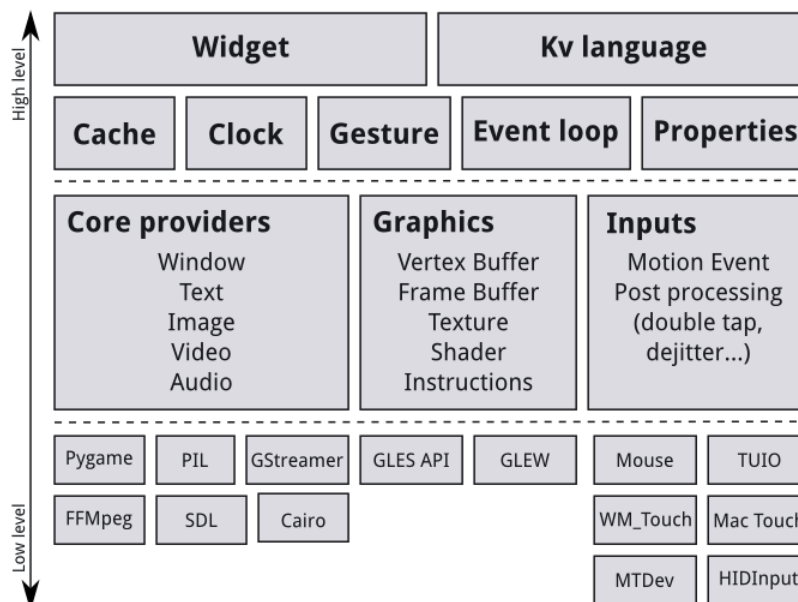 High level
Widget
Kv language
Cache
Clock
Gesture
Event loop
Properties
Core providers
Window
Text
Image
Video
Audio
Graphics
Vertex Buffer
Frame Buffer
Texture
Shader
Instructions
Inputs
Motion Event
Post processing
(double tap,
dejitter...)
Low level
Pygame
PIL
GStreamer
GLES API
GLEW
Mouse
TUIO
FFMpeg
SDL
Cairo
WM_Touch
Mac Touch
MTDev
HIDInput